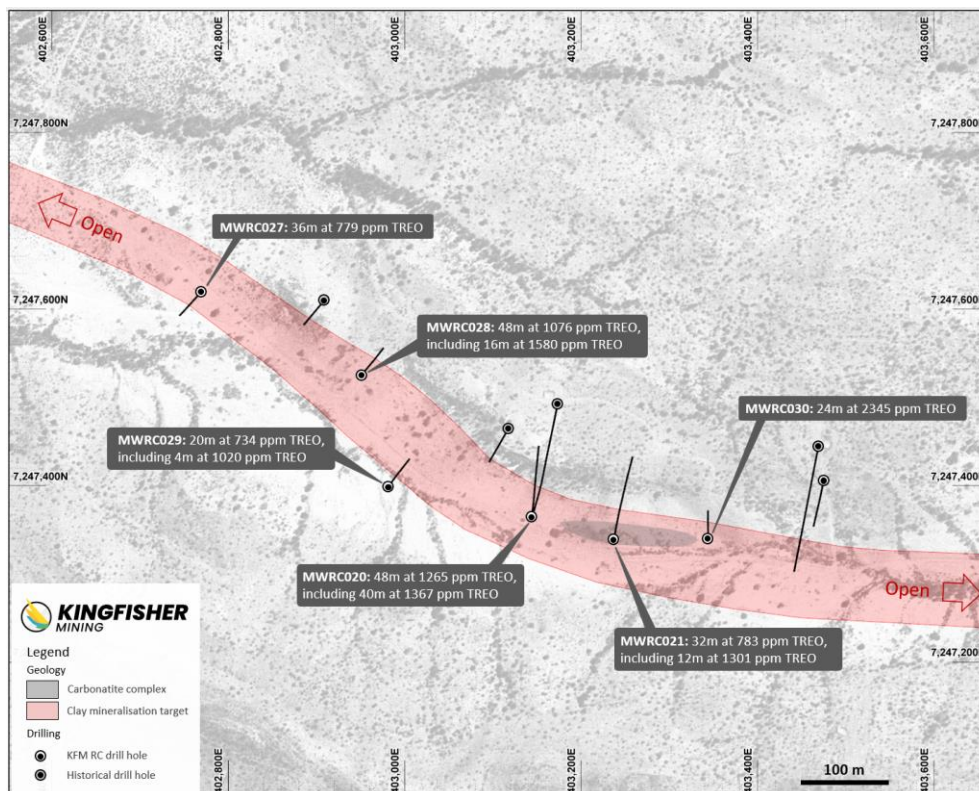 402,600E
402,800E
403,000E
403,200E
403,400E
403,600E
7,247,800N
7,247,800N
Open
MWRC027: 36m at 779 ppm TREO
7,247,600N
7,247,600N
MWRC028: 48m at 1076 ppm TREO,
including 16m at 1580 ppm TREO
MWRC030: 24m at 2345 ppm TREO
MWRC029: 20m at 734 ppm TREO,
including 4m at 1020 ppm TREO
7,247,400N
7,247,400N
MWRC020: 48m at 1265 ppm TREO,
including 40m at 1367 ppm TREO
Open
MWRC021: 32m at 783 ppm TREO,
including 12m at 1301 ppm TREO
7,247,200N
KINGFISHER
MINING
Legend
Geology
Carbonatite complex
Clay mineralisation target
Drilling
KFM RC drill hole
Historical drill hole
402,800E
403,000E
403,200E
403,400E
403,600E
100 m